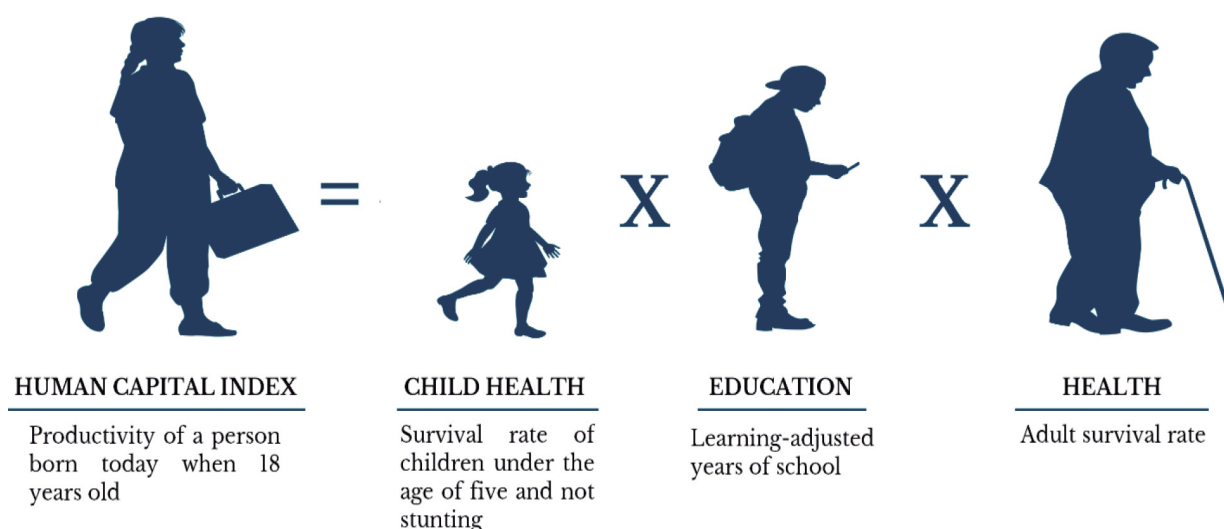 =
X
X
HUMAN CAPITAL INDEX
Productivity of a person
born today when 18
years old
CHILD HEALTH
Survival rate of
children under the
age of five and not
stunting
EDUCATION
Learning-adjusted
years of school
HEALTH
Adult survival rate